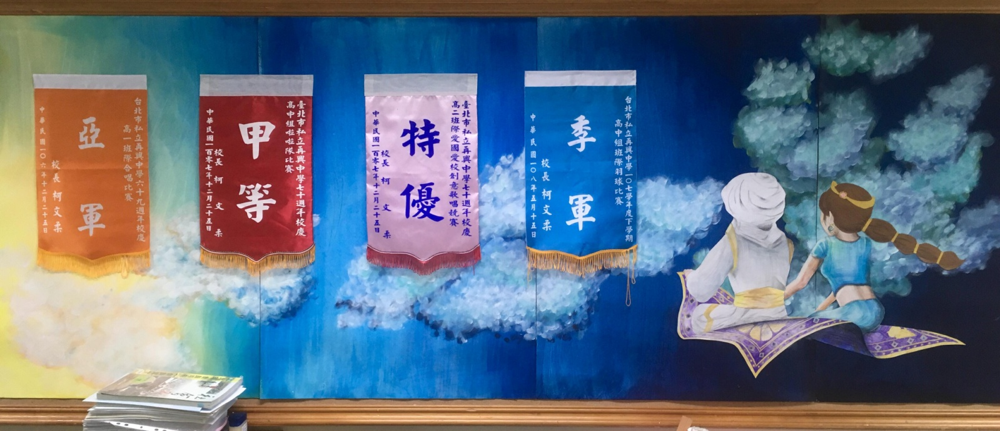 台北市私立再興中學六十九週年校慶
高一班際合唱比賽
亞軍
校長 柯文柔
中華民國一〇六年十二月二十五日
臺北市私立再興中學七十週年校慶
高中組啦啦隊比賽
甲等
校長 柯文柔
中華民國一百零七年十二月二十五日
臺北市私立再興中學七十週年校慶
高二班際愛國愛校創意歌唱競賽
特優
校長 柯文柔
中華民國一百零七年十二月二十五日
台北市私立再興中學一〇七學年度下學期
高中組班際羽球比賽
季軍
校長 柯文柔
中華民國一〇八年五月十五日